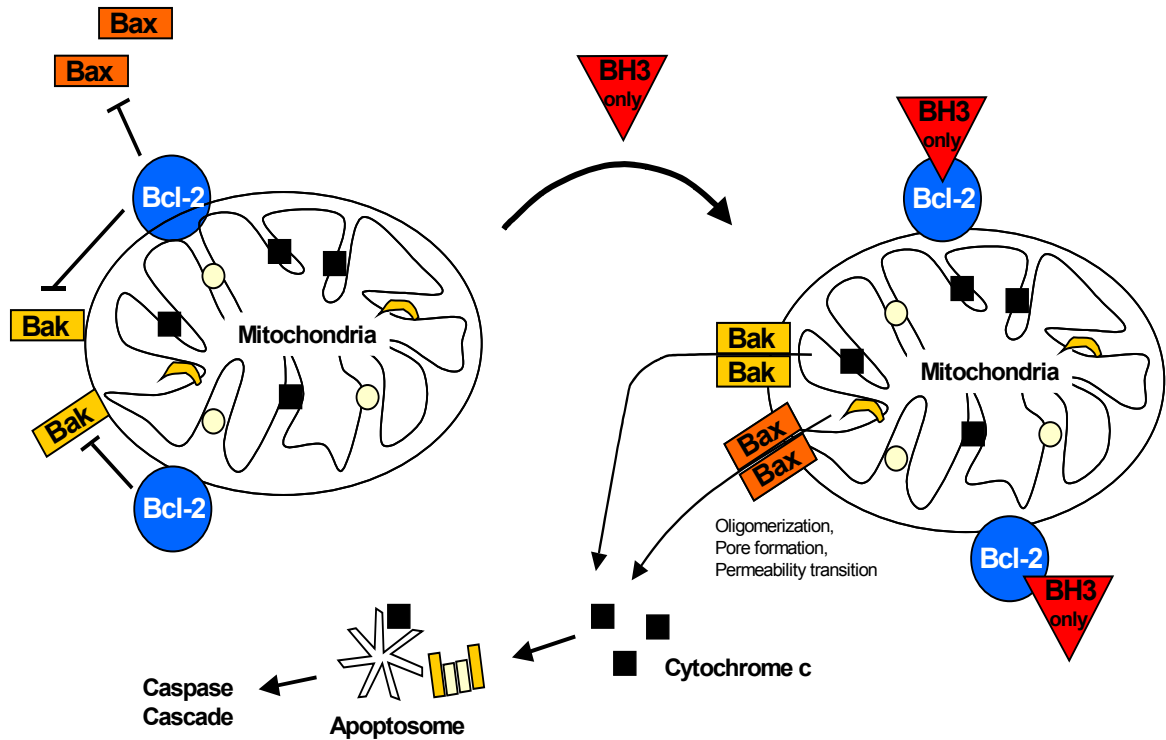 Bax
Bax
BH3
only
BH3
only
Bcl-2
Bcl-2
Bak
Mitochondria
Bak
Bak
Mitochondria
Bak
Bax
Bax
Bcl-2
Oligomerization,
Pore formation,
Permeability transition
Bcl-2
BH3
only
Cytochrome c
Caspase
Cascade
Apoptosome